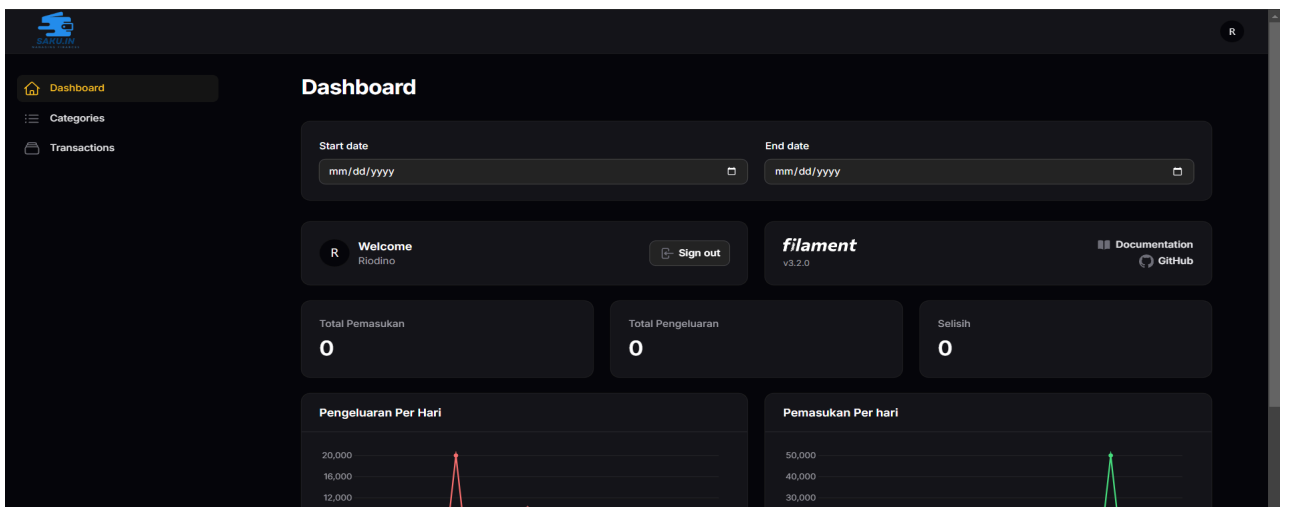 SAKU.IN
R
Dashboard
Categories
Transactions
Dashboard
Start date
mm/dd/yyyy
End date
mm/dd/yyyy
R
Welcome
Riodino
Sign out
filament
v3.2.0
Documentation
GitHub
Total Pemasukan
0
Total Pengeluaran
0
Selisih
0
Pengeluaran Per Hari
20,000
16,000
12,000
Pemasukan Per hari
50,000
40,000
30,000